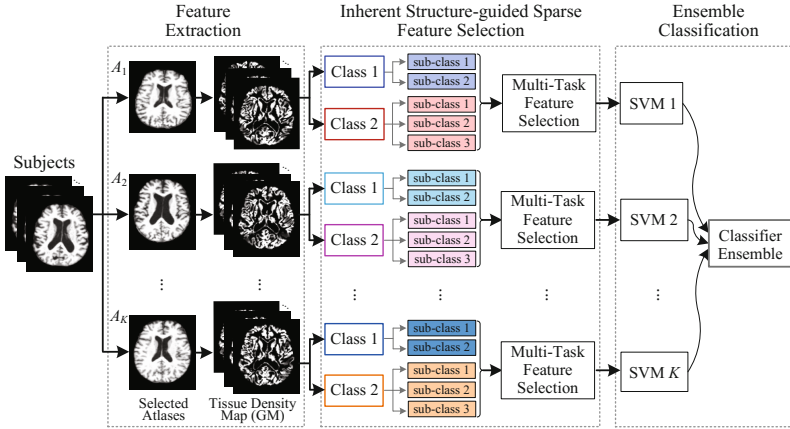 Feature
Extraction
Inherent Structure-guided Sparse
Feature Selection
Ensemble
Classification
Subjects
A1
Class 1
sub-class 1
sub-class 2
Class 2
sub-class 1
sub-class 2
sub-class 3
Multi-Task
Feature
Selection
SVM 1
A2
Class 1
sub-class 1
sub-class 2
Class 2
sub-class 1
sub-class 2
sub-class 3
Multi-Task
Feature
Selection
SVM 2
Classifier
Ensemble
...
...
...
...
...
AK
Class 1
sub-class 1
sub-class 2
Class 2
sub-class 1
sub-class 2
sub-class 3
Multi-Task
Feature
Selection
SVM K
Selected
Atlases
Tissue Density
Map (GM)